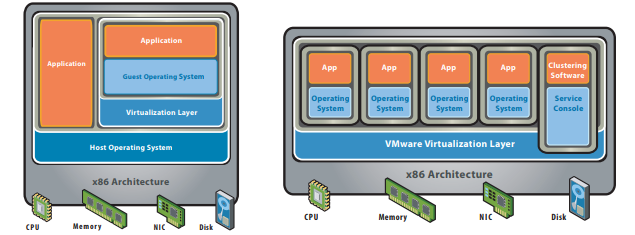 Application
Application
Guest Operating System
Virtualization Layer
Host Operating System
x86 Architecture
CPU
Memory
NIC
Disk
App
App
App
App
Clustering
Software
Operating
System
Operating
System
Operating
System
Operating
System
Service
Console
VMware Virtualization Layer
x86 Architecture
CPU
Memory
NIC
Disk